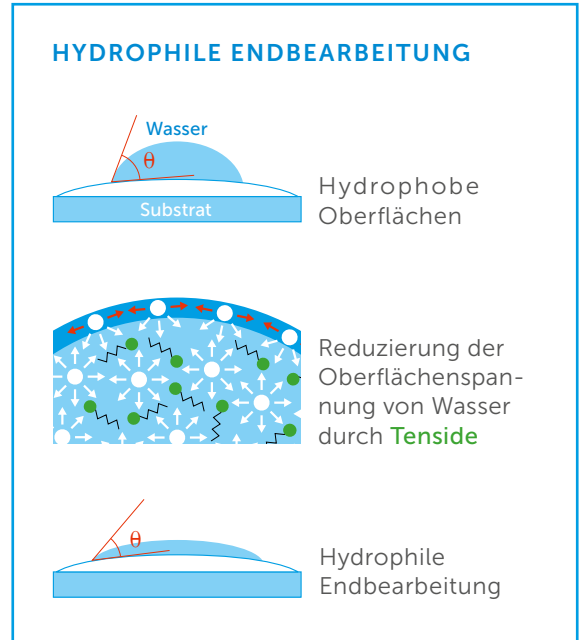 HYDROPHILE ENDBEARBEITUNG
Wasser
θ
Substrat
Hydrophobe
Oberflächen
Reduzierung der
Oberflächenspan-
nung von Wasser
durch Tenside
θ
Hydrophile
Endbearbeitung